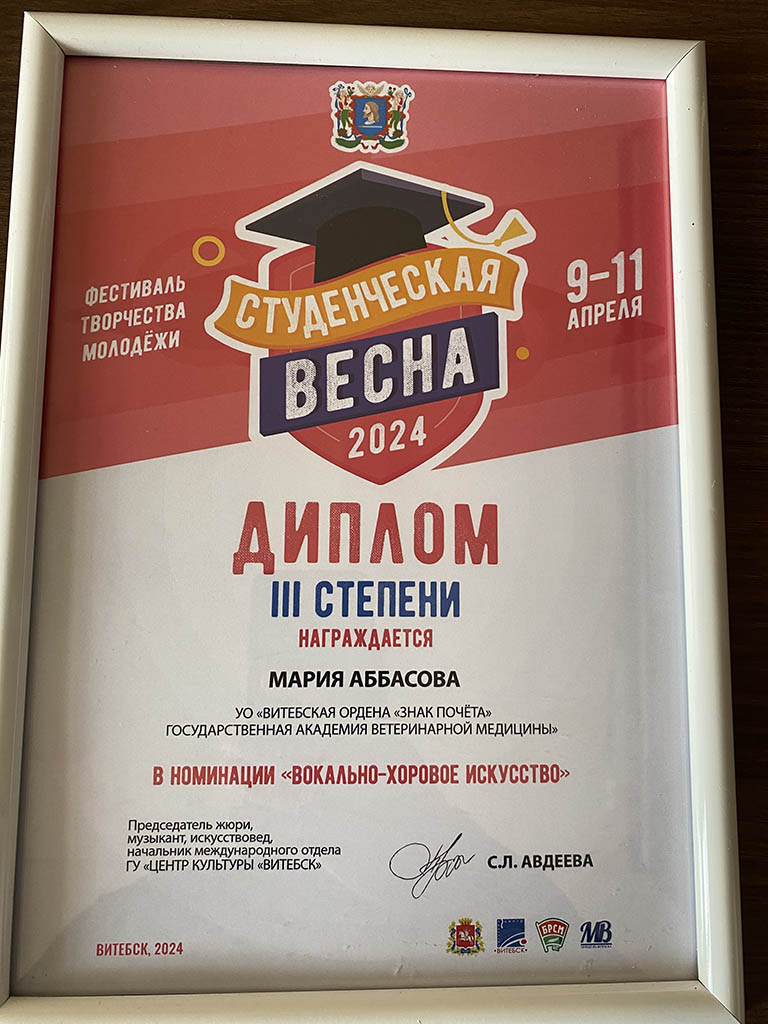 ФЕСТИВАЛЬ
ТВОРЧЕСТВА
МОЛОДЁЖИ
СТУДЕНЧЕСКАЯ
ВЕСНА
2024
9–11
АПРЕЛЯ
ДИПЛОМ
III СТЕПЕНИ
НАГРАЖДАЕТСЯ
МАРИЯ АББАСОВА
УО «ВИТЕБСКАЯ ОРДЕНА «ЗНАК ПОЧЁТА»
ГОСУДАРСТВЕННАЯ АКАДЕМИЯ ВЕТЕРИНАРНОЙ МЕДИЦИНЫ»
В НОМИНАЦИИ «ВОКАЛЬНО-ХОРОВОЕ ИСКУССТВО»
Председатель жюри,
музыкант, искусствовед,
начальник международного отдела
ГУ «ЦЕНТР КУЛЬТУРЫ «ВИТЕБСК»
С.Л. АВДЕЕВА
ВИТЕБСК, 2024
ВИТЕБСК
БРСМ
МВ